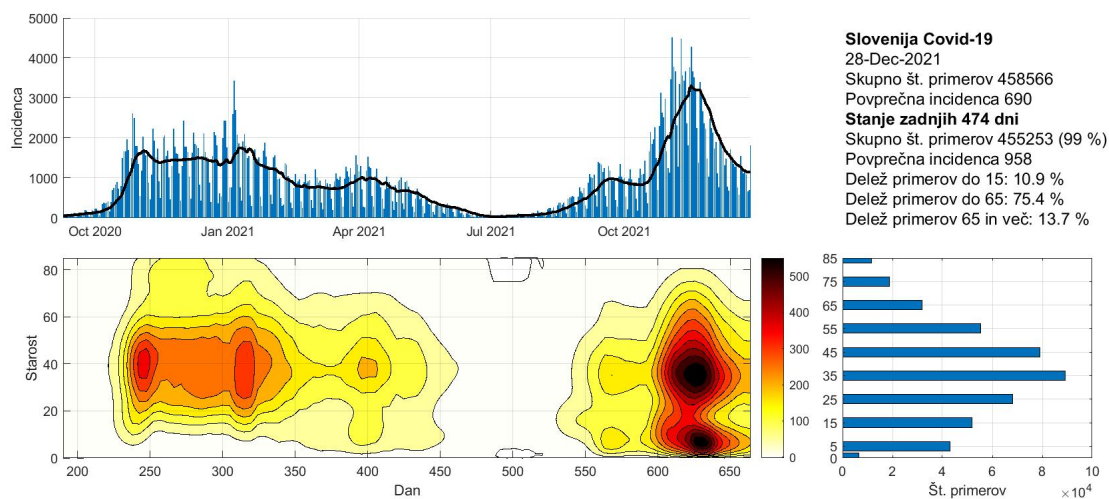 5000
4000
3000
2000
1000
0
Incidenca
Oct 2020
Jan 2021
Apr 2021
Jul 2021
Oct 2021
Slovenija Covid-19
28-Dec-2021
Skupno št. primerov 458566
Povprečna incidenca 690
Stanje zadnjih 474 dni
Skupno št. primerov 455253 (99 %)
Povprečna incidenca 958
Delež primerov do 15: 10.9 %
Delež primerov do 65: 75.4 %
Delež primerov 65 in več: 13.7 %
80
60
40
20
0
Starost
200
250
300
350
400
450
500
550
600
650
Dan
500
400
300
200
100
0
85
75
65
55
45
35
25
15
5
0
0
2
4
6
8
10
×10⁴
Št. primerov